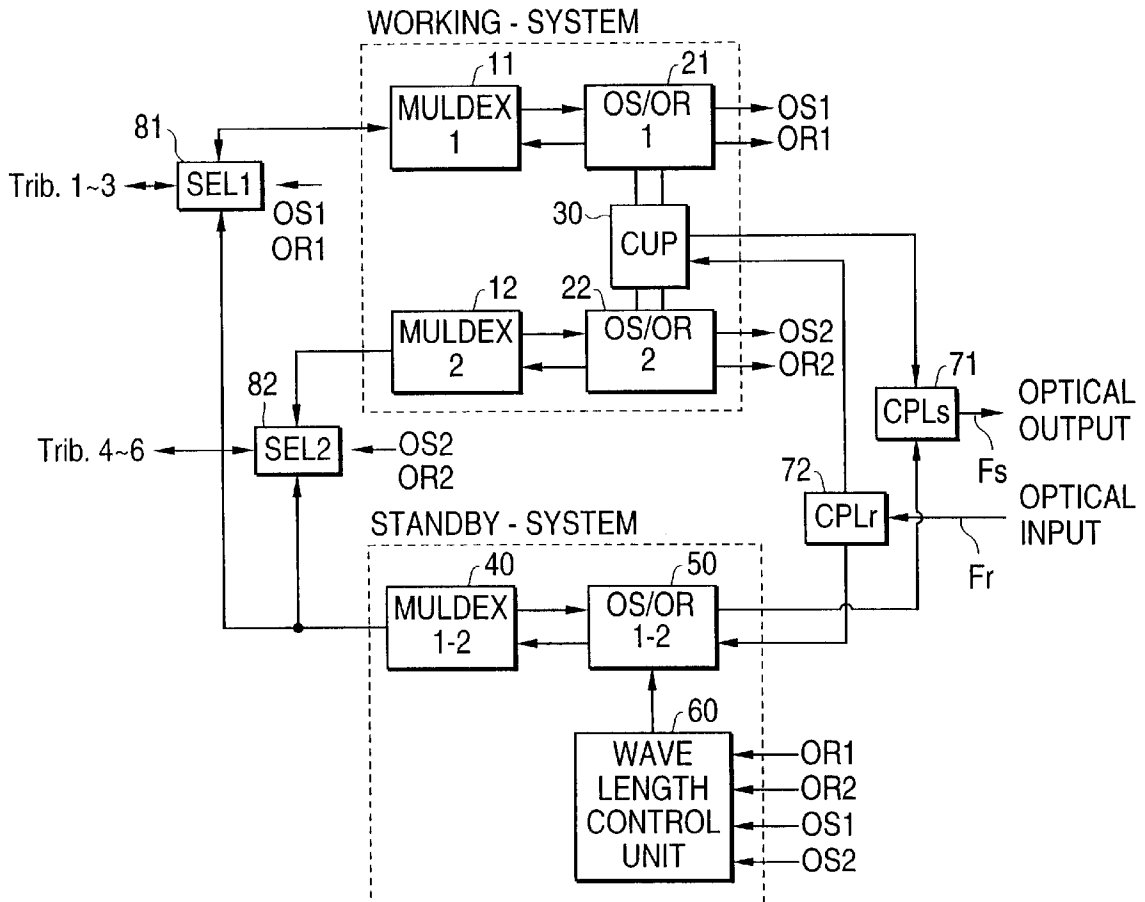 WORKING - SYSTEM
11
21
MULDEX
1
OS/OR
1
OS1
OR1
81
SEL1
Trib. 1~3
OS1
OR1
30
CUP
12
22
MULDEX
2
OS/OR
2
OS2
OR2
82
SEL2
Trib. 4~6
OS2
OR2
71
CPLs
OPTICAL
OUTPUT
Fs
72
CPLr
OPTICAL
INPUT
Fr
STANDBY - SYSTEM
40
50
MULDEX
1-2
OS/OR
1-2
60
WAVE
LENGTH
CONTROL
UNIT
OR1
OR2
OS1
OS2